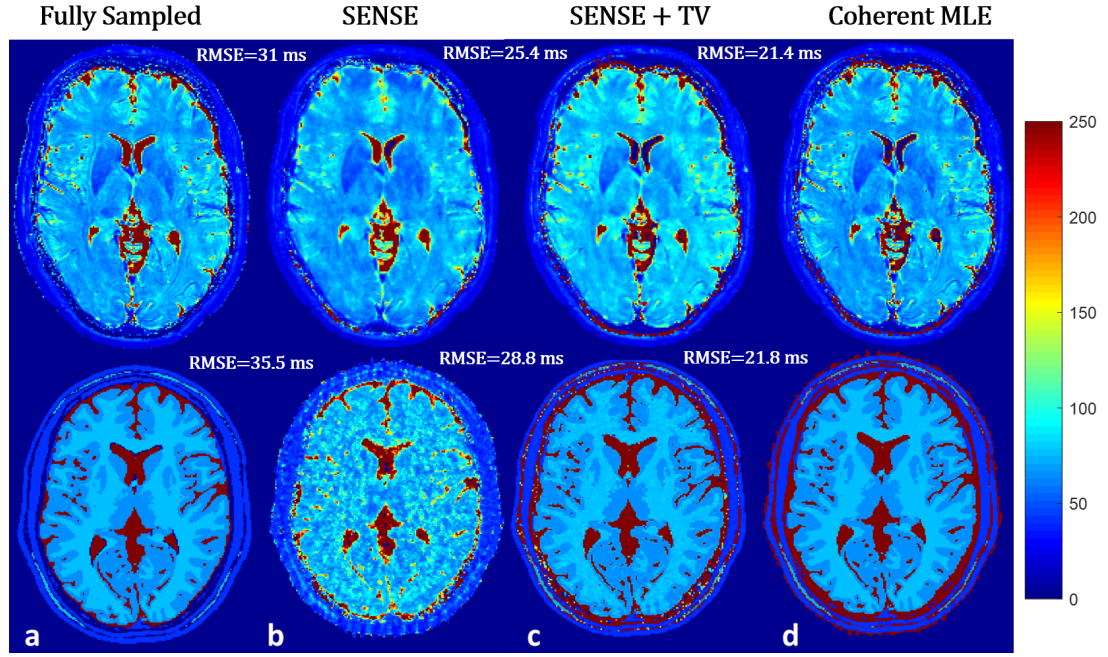 Fully Sampled SENSE SENSE + TV Coherent MLE
RMSE=31 ms RMSE=25.4 ms RMSE=21.4 ms
250
200
150
100
50
0
RMSE=35.5 ms RMSE=28.8 ms RMSE=21.8 ms
a b c d